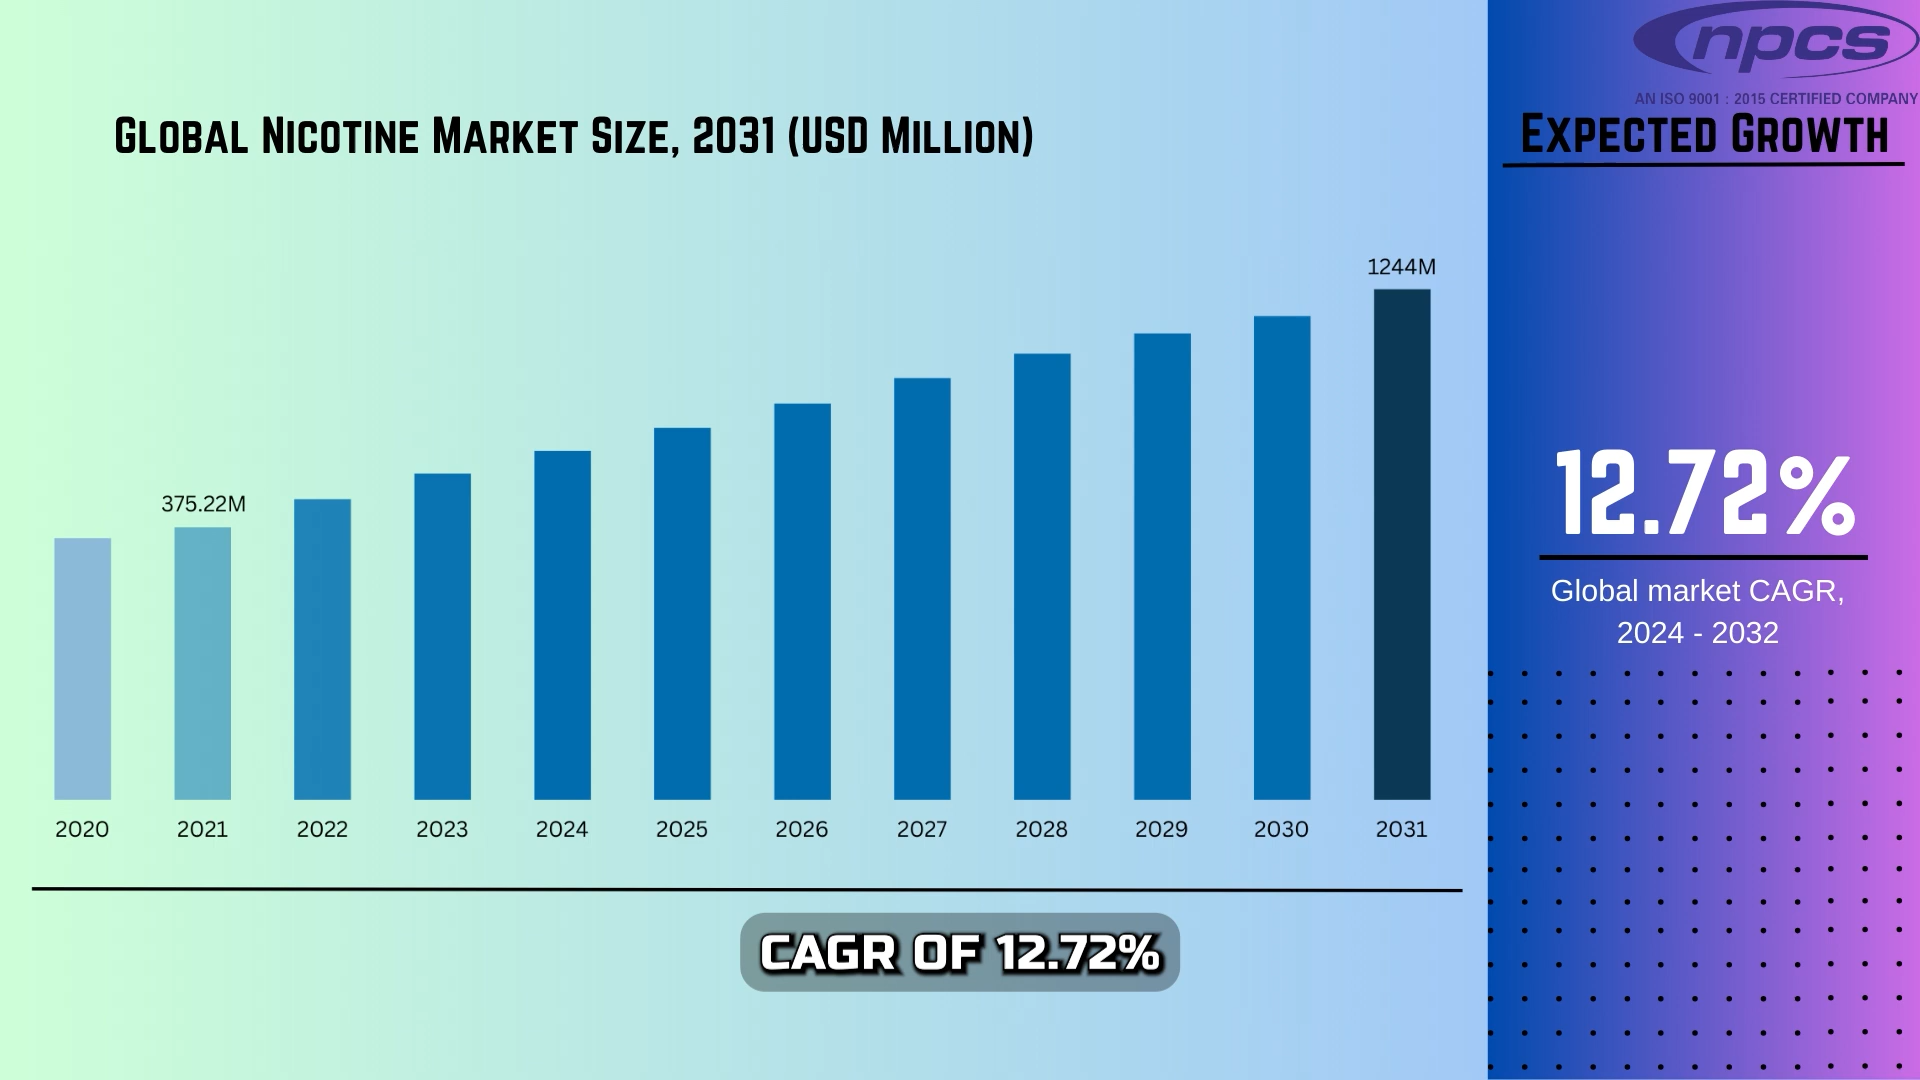 npcs
AN ISO 9001 : 2015 CERTIFIED COMPANY
Global Nicotine Market Size, 2031 (USD Million)
Expected Growth
1244M
375.22M
12.72%
Global market CAGR,
2024 - 2032
2020 2021 2022 2023 2024 2025 2026 2027 2028 2029 2030 2031
CAGR OF 12.72%